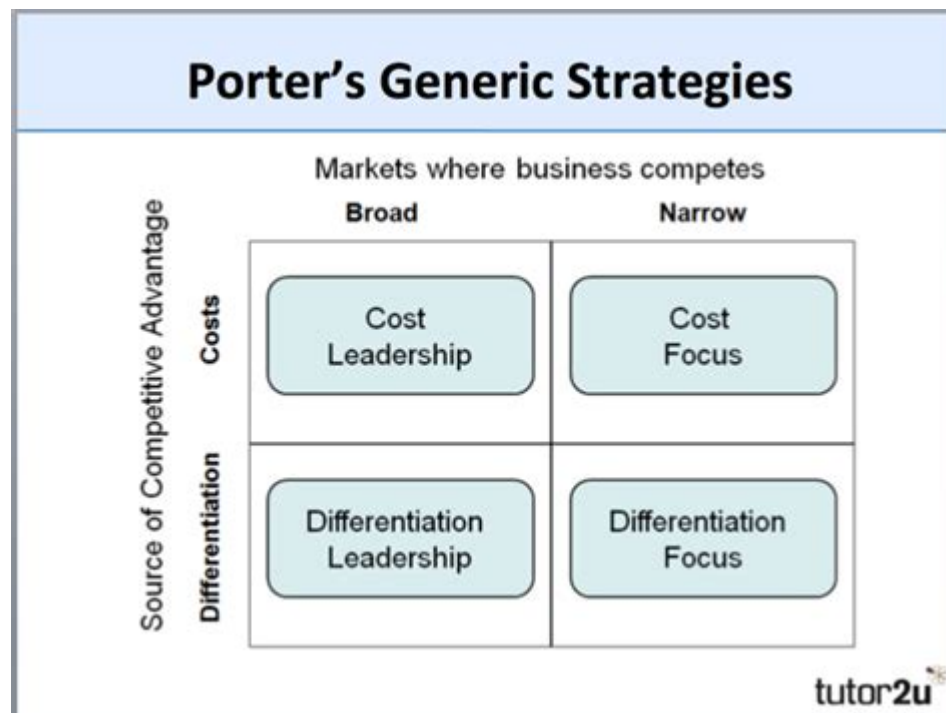 Porter's Generic Strategies
Markets where business competes
Broad
Narrow
Source of Competitive Advantage
Costs
Cost
Leadership
Cost
Focus
Differentiation
Differentiation
Leadership
Differentiation
Focus
tutor2u